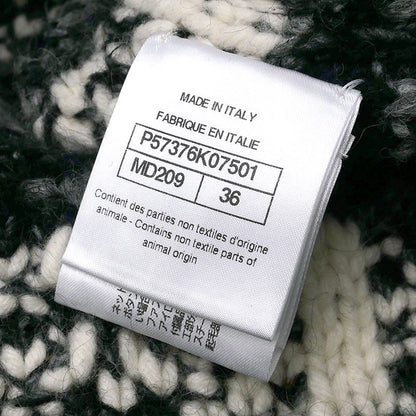 MADE IN ITALY
FABRIQUE EN ITALIE
P57376K07501
MD209 36
Contient des parties non textiles d'origine
animale - Contains non textile parts of
animal origin